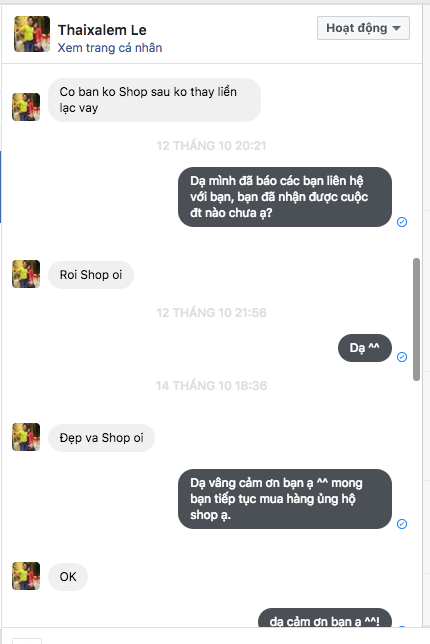 Thaixalem Le
Hoạt động
Xem trang cá nhân
Co ban ko Shop sau ko thay liền
lạc vay
12 THÁNG 10 20:21
Dạ mình đã báo các bạn liên hệ
với bạn, bạn đã nhận được cuộc
đt nào chưa ạ?
Roi Shop oi
12 THÁNG 10 21:56
Dạ ^^
14 THÁNG 10 18:36
Đẹp va Shop oi
Dạ vâng cảm ơn bạn ạ ^^ mong
bạn tiếp tục mua hàng ủng hộ
shop ạ.
OK
dạ cảm ơn bạn ạ ^^!